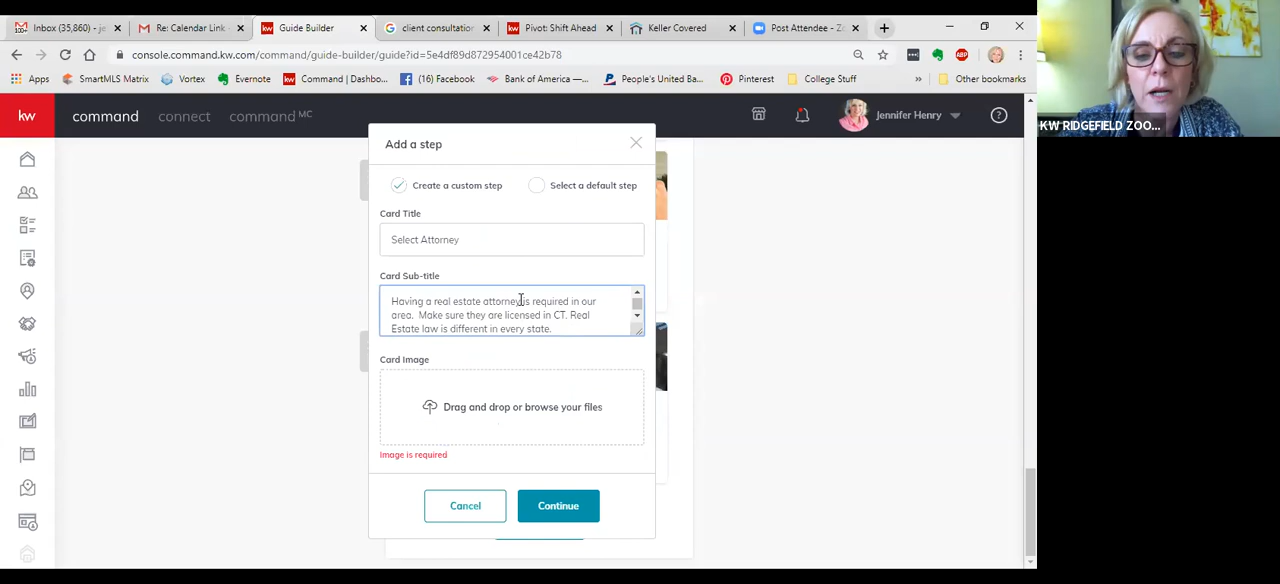 Inbox (35,860) - je
Re: Calendar Link -
Guide Builder
client consultation
Pivot: Shift Ahead
Keller Covered
Post Attendee - Zo
console.command.kw.com/command/guide-builder/guide?id=5e4df89d872954001ce42b78
ABP
Apps
SmartMLS Matrix
Vortex
Evernote
Command | Dashbo...
(16) Facebook
Bank of America —...
People's United Ba...
Pinterest
College Stuff
»
Other bookmarks
kw
command
connect
command MC
Jennifer Henry
KW RIDGEFIELD ZOO...
Add a step
Create a custom step
Select a default step
Card Title
Select Attorney
Card Sub-title
Having a real estate attorney is required in our
area. Make sure they are licensed in CT. Real
Estate law is different in every state.
Card Image
Drag and drop or browse your files
Image is required
Cancel
Continue